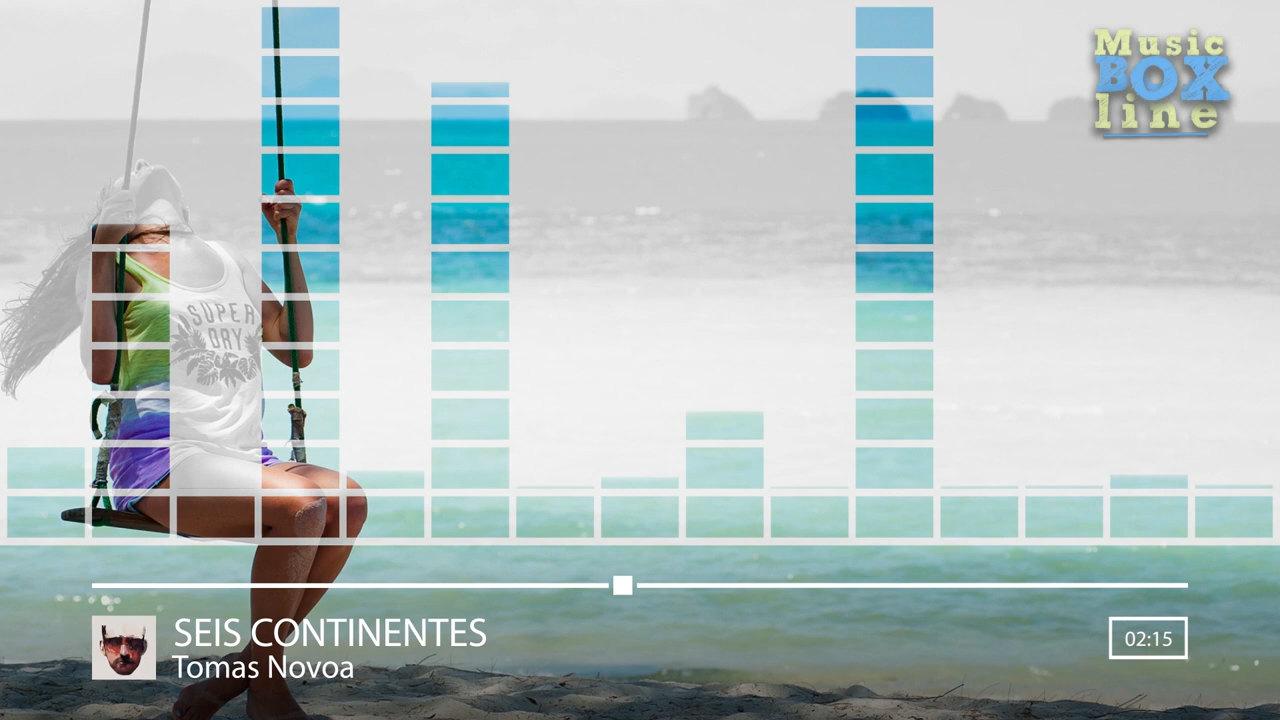 Music
BOX
line
SUPER
DRY
SEIS CONTINENTES
Tomas Novoa
02:15